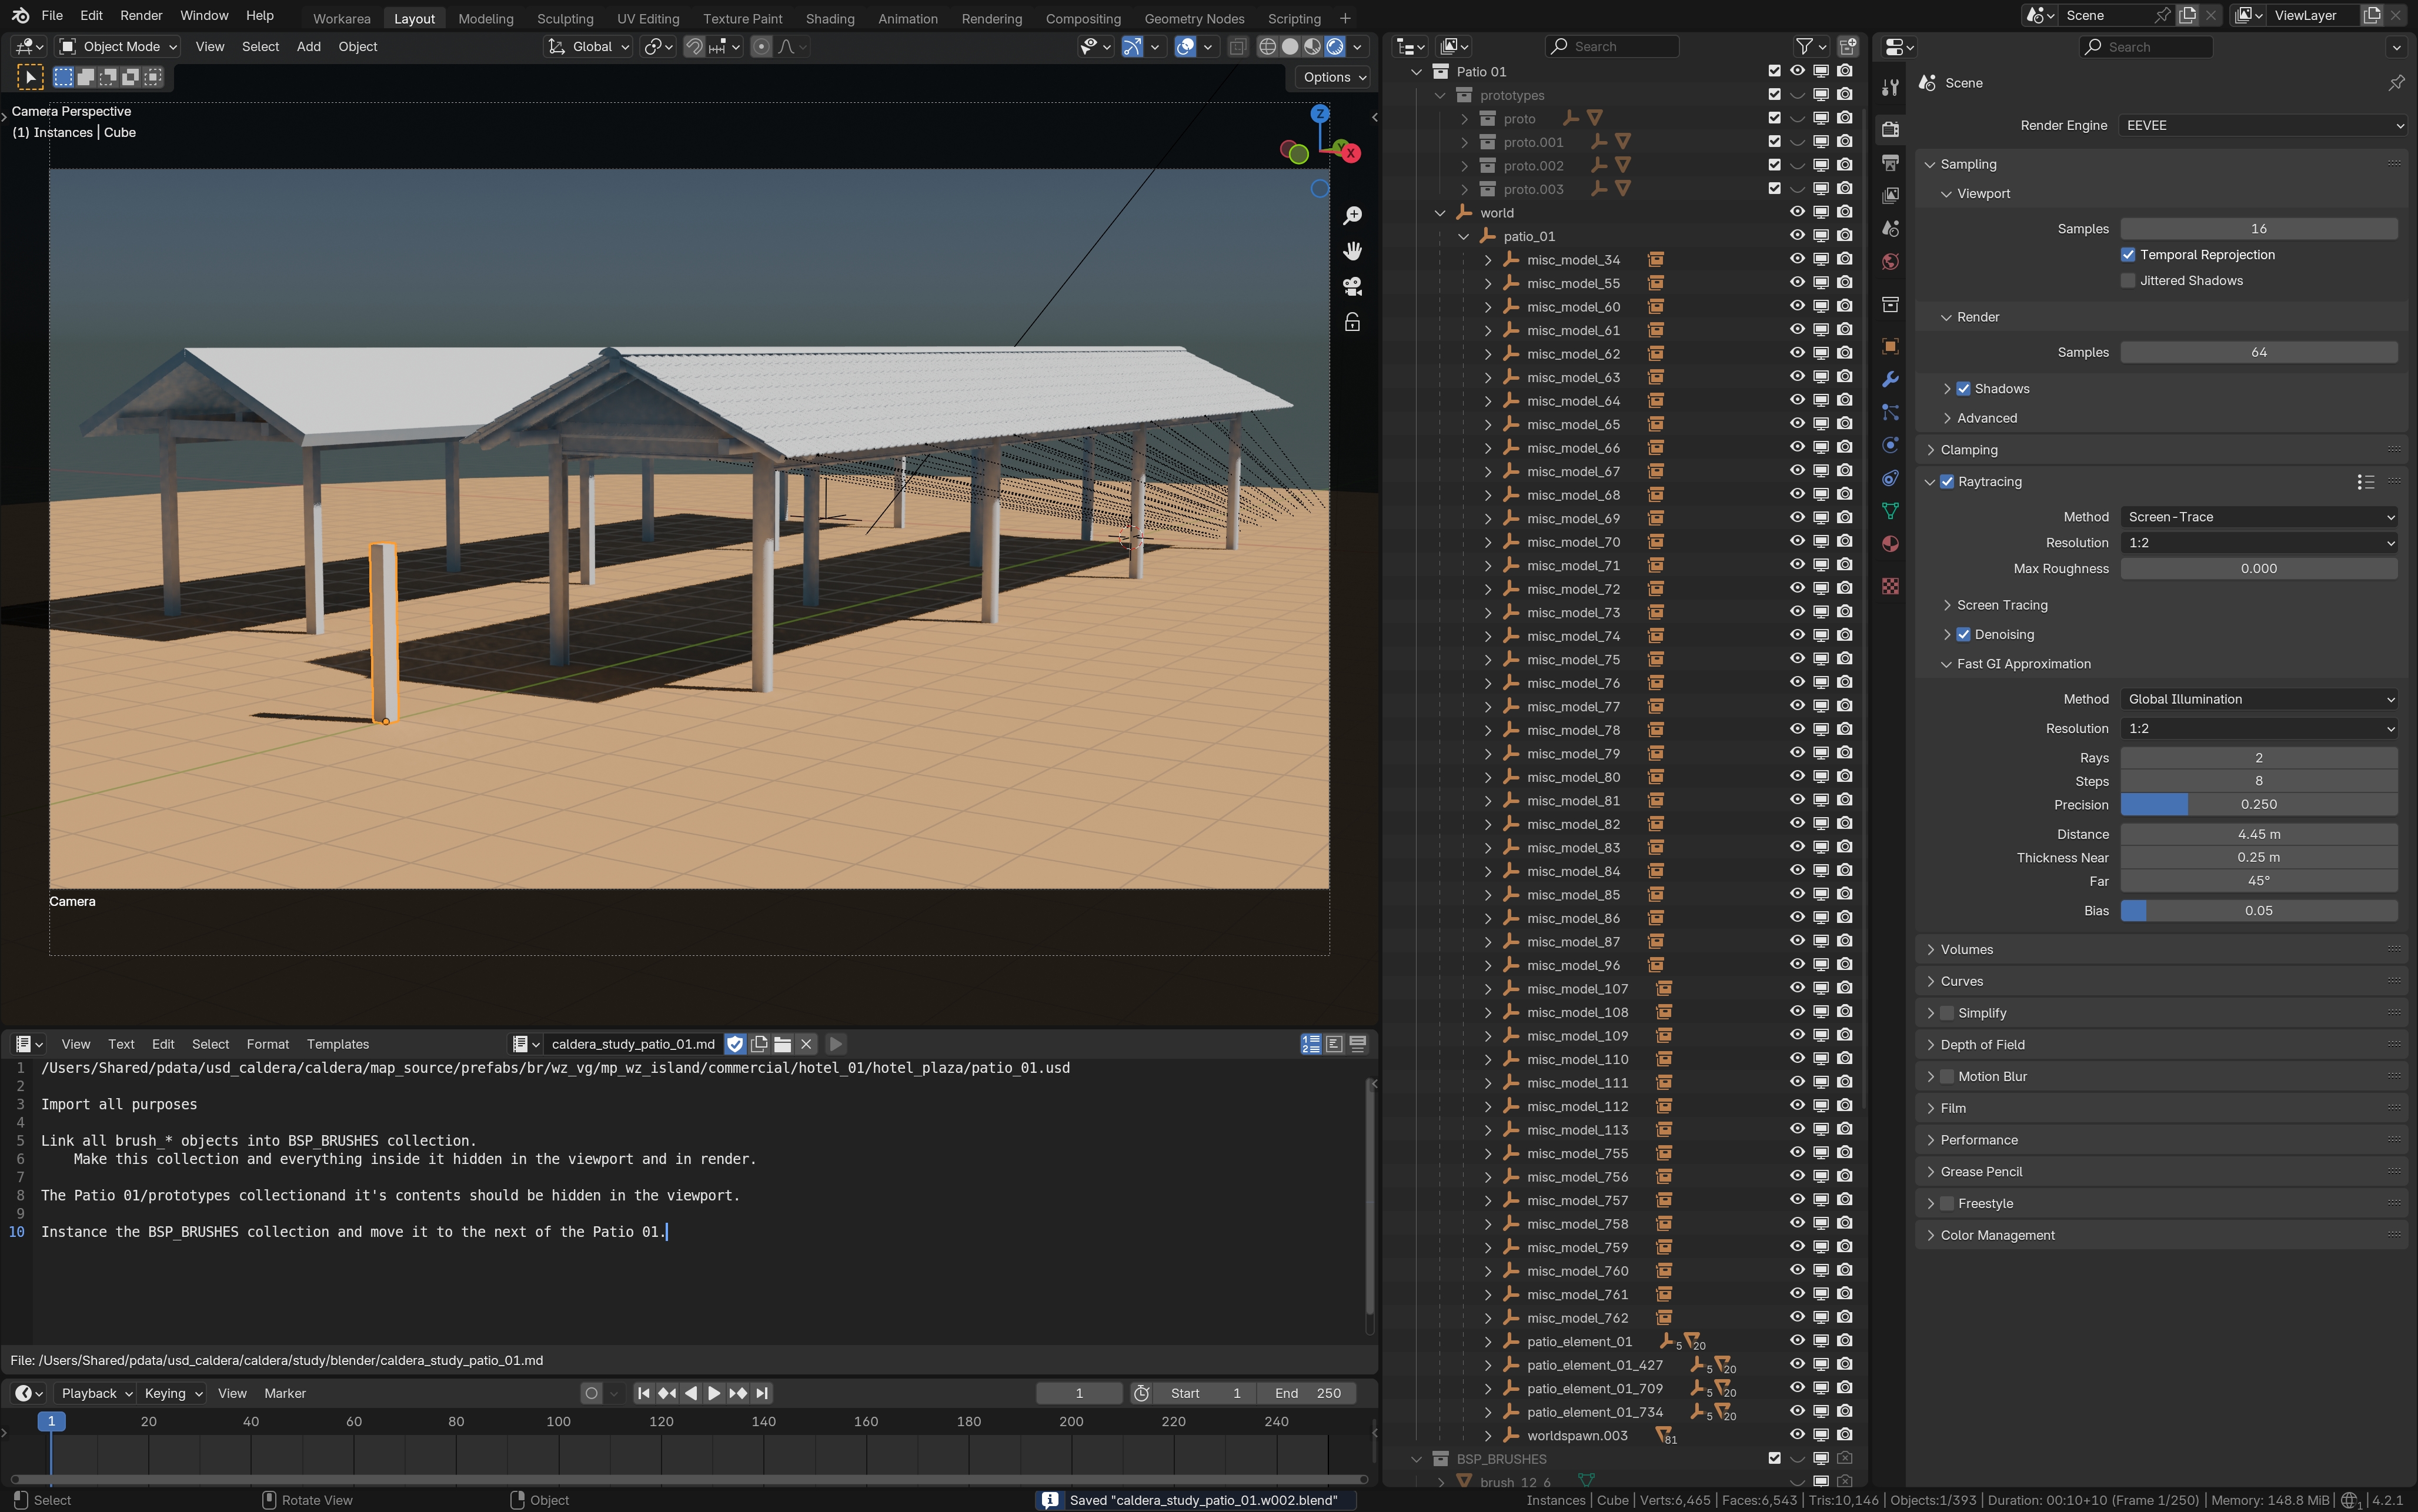 File Edit Render Window Help Workarea Layout Modeling Sculpting UV Editing Texture Paint Shading Animation Rendering Compositing Geometry Nodes Scripting + Scene ViewLayer
Object Mode View Select Add Object Global Search Search
Options
Camera Perspective
(1) Instances | Cube
Z
Y
X
Camera
View Text Edit Select Format Templates caldera_study_patio_01.md
1 /Users/Shared/pdata/usd_caldera/caldera/map_source/prefabs/br/wz_vg/mp_wz_island/commercial/hotel_01/hotel_plaza/patio_01.usd
2
3 Import all purposes
4
5 Link all brush_* objects into BSP_BRUSHES collection.
6 Make this collection and everything inside it hidden in the viewport and in render.
7
8 The Patio 01/prototypes collectionand it's contents should be hidden in the viewport.
9
10 Instance the BSP_BRUSHES collection and move it to the next of the Patio 01.
File: /Users/Shared/pdata/usd_caldera/caldera/study/blender/caldera_study_patio_01.md
Playback Keying View Marker 1 Start 1 End 250
1 20 40 60 80 100 120 140 160 180 200 220 240
Patio 01
prototypes
proto
proto.001
proto.002
proto.003
world
patio_01
misc_model_34
misc_model_55
misc_model_60
misc_model_61
misc_model_62
misc_model_63
misc_model_64
misc_model_65
misc_model_66
misc_model_67
misc_model_68
misc_model_69
misc_model_70
misc_model_71
misc_model_72
misc_model_73
misc_model_74
misc_model_75
misc_model_76
misc_model_77
misc_model_78
misc_model_79
misc_model_80
misc_model_81
misc_model_82
misc_model_83
misc_model_84
misc_model_85
misc_model_86
misc_model_87
misc_model_96
misc_model_107
misc_model_108
misc_model_109
misc_model_110
misc_model_111
misc_model_112
misc_model_113
misc_model_755
misc_model_756
misc_model_757
misc_model_758
misc_model_759
misc_model_760
misc_model_761
misc_model_762
patio_element_01 5 20
patio_element_01_427 5 20
patio_element_01_709 5 20
patio_element_01_734 5 20
worldspawn.003 81
BSP_BRUSHES
brush_12_6
Scene
Render Engine EEVEE
Sampling
Viewport
Samples 16
Temporal Reprojection
Jittered Shadows
Render
Samples 64
Shadows
Advanced
Clamping
Raytracing
Method Screen-Trace
Resolution 1:2
Max Roughness 0.000
Screen Tracing
Denoising
Fast GI Approximation
Method Global Illumination
Resolution 1:2
Rays 2
Steps 8
Precision 0.250
Distance 4.45 m
Thickness Near 0.25 m
Far 45°
Bias 0.05
Volumes
Curves
Simplify
Depth of Field
Motion Blur
Film
Performance
Grease Pencil
Freestyle
Color Management
Select Rotate View Object Saved "caldera_study_patio_01.w002.blend" Instances | Cube | Verts:6,465 | Faces:6,543 | Tris:10,146 | Objects:1/393 | Duration: 00:10+10 (Frame 1/250) | Memory: 148.8 MiB | 1 | 4.2.1